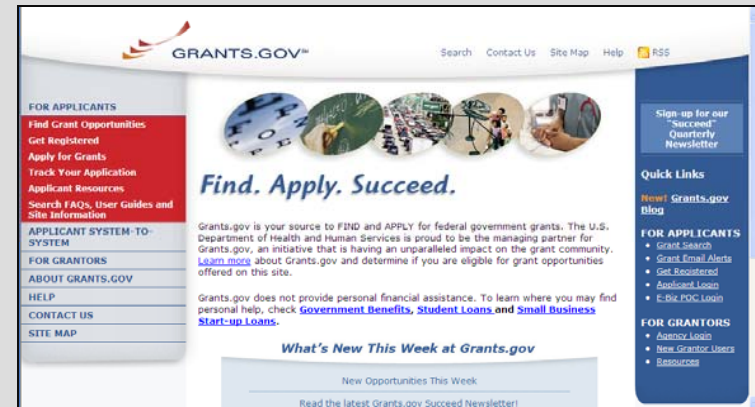 GRANTS.GOV℠
Search Contact Us Site Map Help RSS
FOR APPLICANTS
Find Grant Opportunities
Get Registered
Apply for Grants
Track Your Application
Applicant Resources
Search FAQs, User Guides and
Site Information
APPLICANT SYSTEM-TO-
SYSTEM
FOR GRANTORS
ABOUT GRANTS.GOV
HELP
CONTACT US
SITE MAP
Find. Apply. Succeed.
Grants.gov is your source to FIND and APPLY for federal government grants. The U.S.
Department of Health and Human Services is proud to be the managing partner for
Grants.gov, an initiative that is having an unparalleled impact on the grant community.
Learn more about Grants.gov and determine if you are eligible for grant opportunities
offered on this site.
Grants.gov does not provide personal financial assistance. To learn where you may find
personal help, check Government Benefits, Student Loans and Small Business
Start-up Loans.
What's New This Week at Grants.gov
New Opportunities This Week
Read the latest Grants.gov Succeed Newsletter!
Sign-up for our
"Succeed"
Quarterly
Newsletter
Quick Links
New! Grants.gov
Blog
FOR APPLICANTS
• Grant Search
• Grant Email Alerts
• Get Registered
• Applicant Login
• E-Biz POC Login
FOR GRANTORS
• Agency Login
• New Grantor Users
• Resources